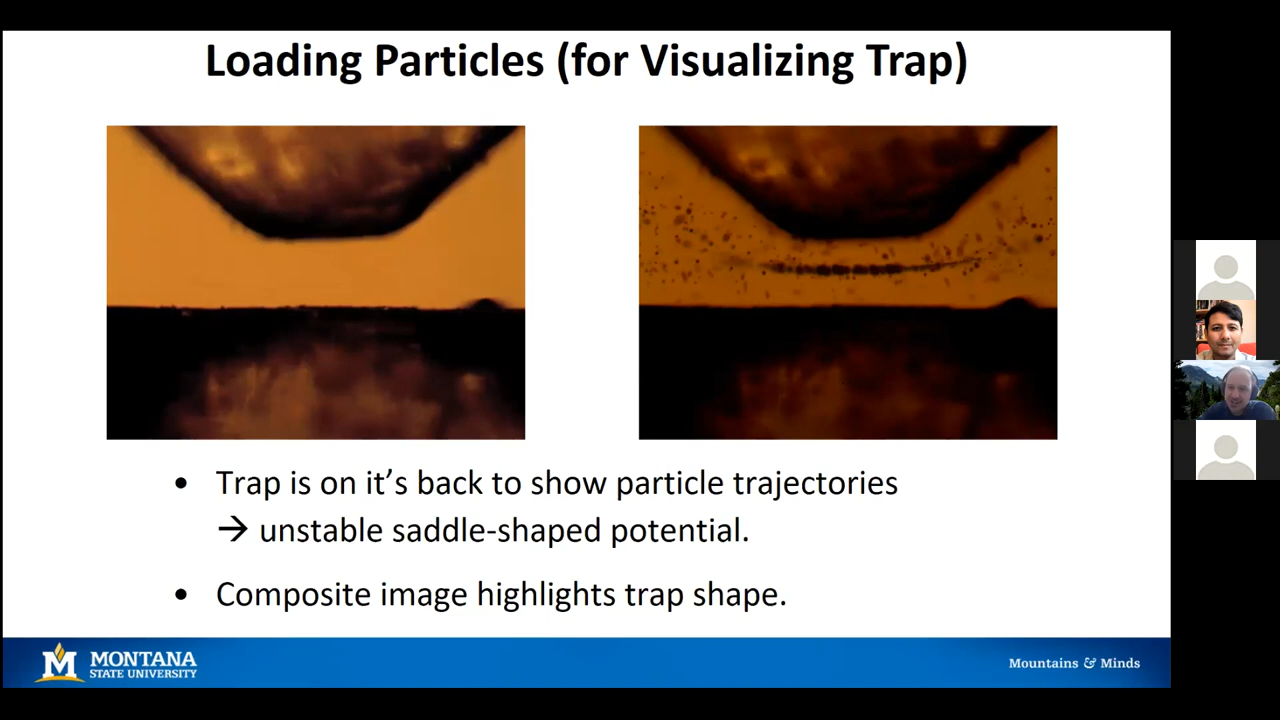 Loading Particles (for Visualizing Trap)
• Trap is on it's back to show particle trajectories
→ unstable saddle-shaped potential.
• Composite image highlights trap shape.
M MONTANA
STATE UNIVERSITY
Mountains & Minds